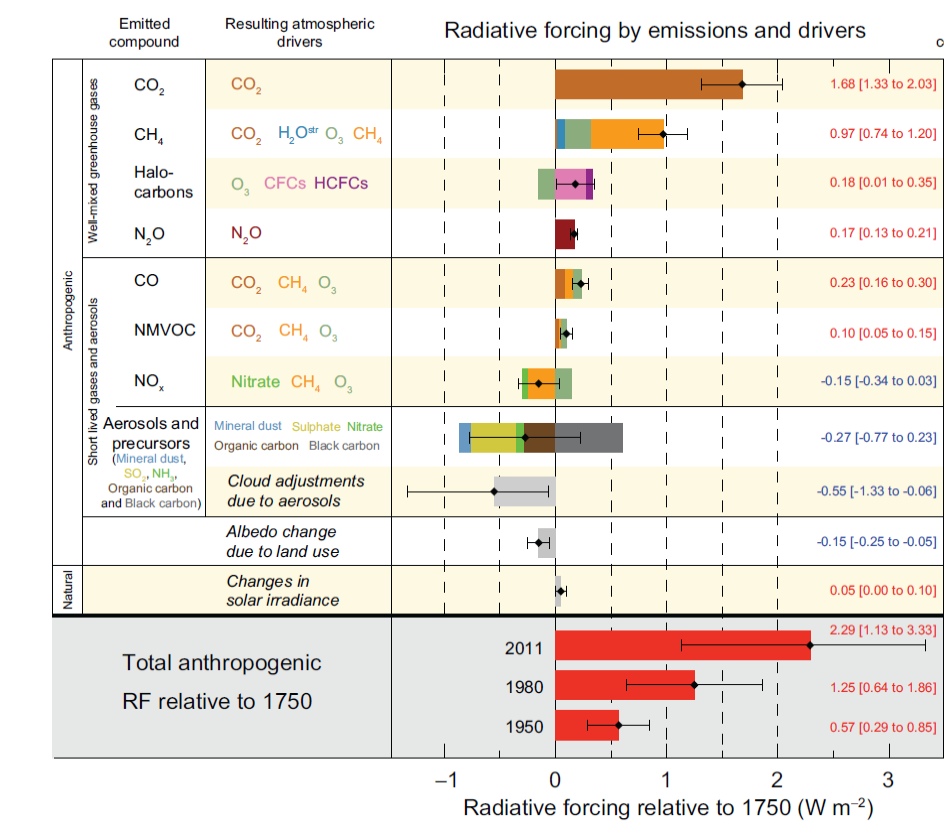 Emitted compound
Resulting atmospheric drivers
Radiative forcing by emissions and drivers
c
Anthropogenic
Well-mixed greenhouse gases
CO₂ CO₂ 1.68 [1.33 to 2.03]
CH₄ CO₂ H₂Oˢᵗʳ O₃ CH₄ 0.97 [0.74 to 1.20]
Halo-
carbons O₃ CFCs HCFCs 0.18 [0.01 to 0.35]
N₂O N₂O 0.17 [0.13 to 0.21]
Short lived gases and aerosols
CO CO₂ CH₄ O₃ 0.23 [0.16 to 0.30]
NMVOC CO₂ CH₄ O₃ 0.10 [0.05 to 0.15]
NOₓ Nitrate CH₄ O₃ -0.15 [-0.34 to 0.03]
Aerosols and
precursors
(Mineral dust,
SO₂, NH₃,
Organic carbon
and Black carbon)
Mineral dust Sulphate Nitrate
Organic carbon Black carbon
-0.27 [-0.77 to 0.23]
Cloud adjustments
due to aerosols
-0.55 [-1.33 to -0.06]
Albedo change
due to land use
-0.15 [-0.25 to -0.05]
Natural
Changes in
solar irradiance
0.05 [0.00 to 0.10]
Total anthropogenic
RF relative to 1750
2011 2.29 [1.13 to 3.33]
1980 1.25 [0.64 to 1.86]
1950 0.57 [0.29 to 0.85]
–1 0 1 2 3
Radiative forcing relative to 1750 (W m⁻²)